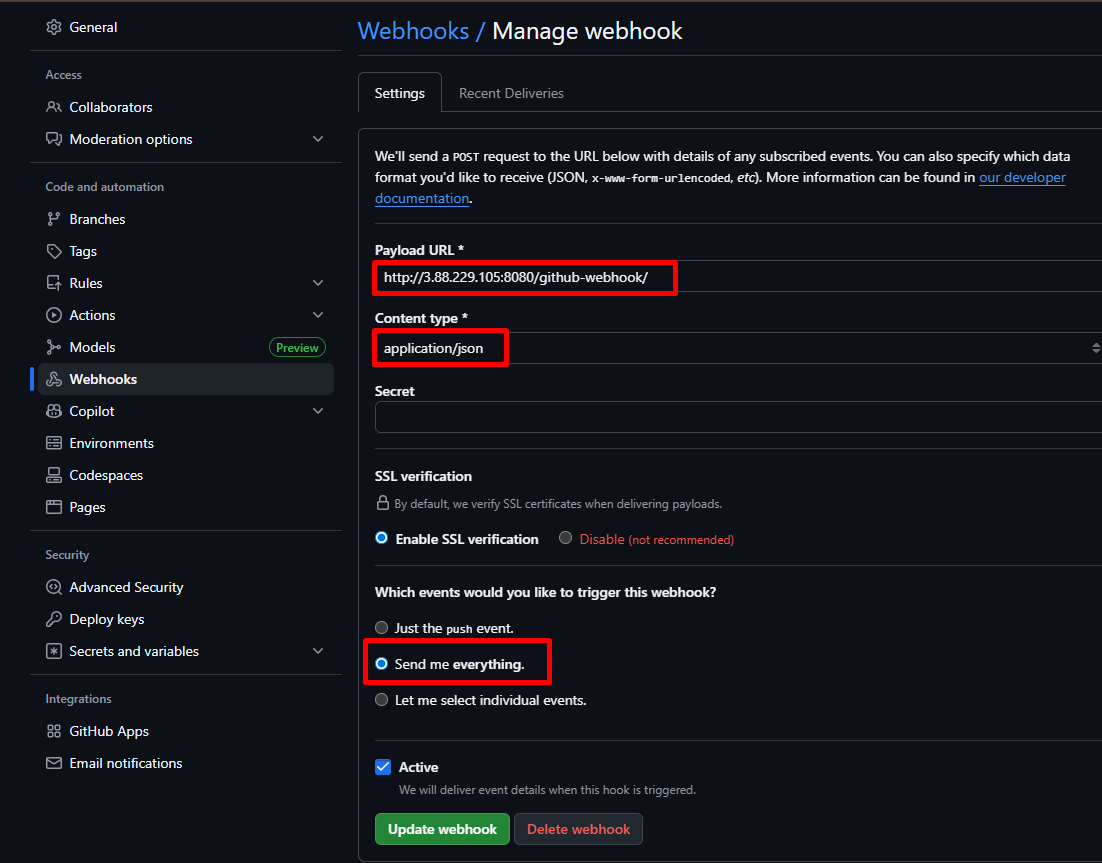 General
Access
Collaborators
Moderation options
Code and automation
Branches
Tags
Rules
Actions
Models Preview
Webhooks
Copilot
Environments
Codespaces
Pages
Security
Advanced Security
Deploy keys
Secrets and variables
Integrations
GitHub Apps
Email notifications
Webhooks / Manage webhook
Settings Recent Deliveries
We'll send a POST request to the URL below with details of any subscribed events. You can also specify which data
format you'd like to receive (JSON, x-www-form-urlencoded, etc). More information can be found in our developer
documentation.
Payload URL *
http://3.88.229.105:8080/github-webhook/
Content type *
application/json
Secret
SSL verification
By default, we verify SSL certificates when delivering payloads.
Enable SSL verification Disable (not recommended)
Which events would you like to trigger this webhook?
Just the push event.
Send me everything.
Let me select individual events.
Active
We will deliver event details when this hook is triggered.
Update webhook Delete webhook